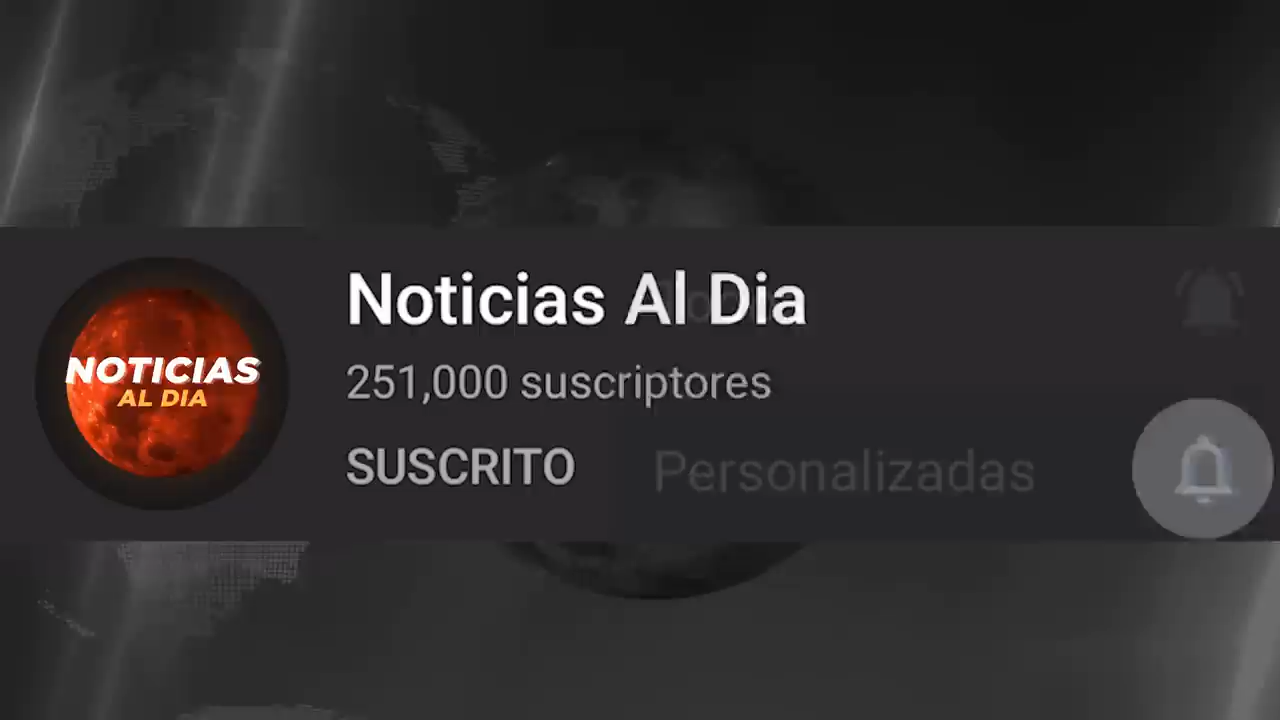 NOTICIAS
AL DIA
Noticias Al Dia
251,000 suscriptores
SUSCRITO
Personalizadas